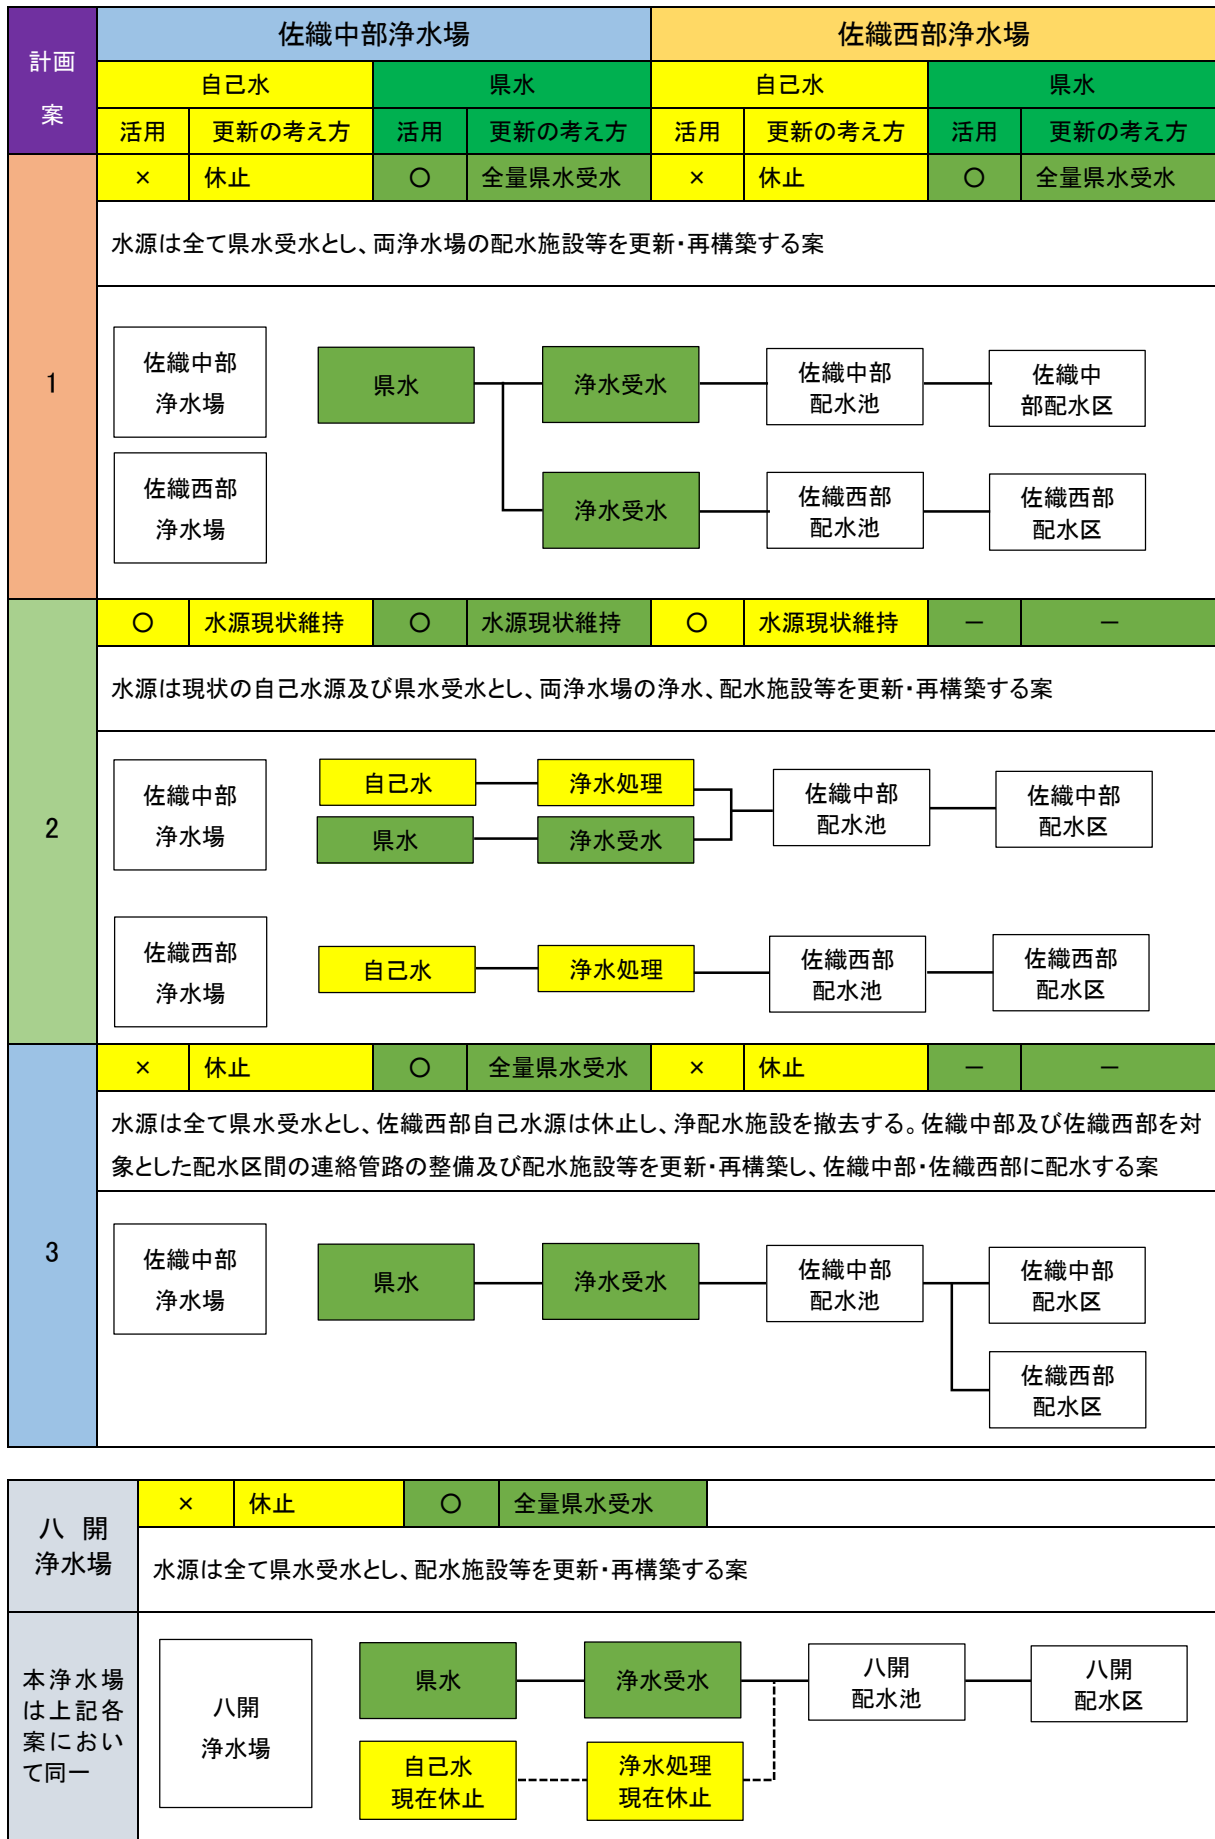 計画
案
佐織中部浄水場
佐織西部浄水場
自己水
県水
自己水
県水
活用
更新の考え方
活用
更新の考え方
活用
更新の考え方
活用
更新の考え方
1
×
休止
○
全量県水受水
×
休止
○
全量県水受水
水源は全て県水受水とし、両浄水場の配水施設等を更新・再構築する案
佐織中部
浄水場
県水
浄水受水
佐織中部
配水池
佐織中
部配水区
佐織西部
浄水場
浄水受水
佐織西部
配水池
佐織西部
配水区
2
○
水源現状維持
○
水源現状維持
○
水源現状維持
－
－
水源は現状の自己水源及び県水受水とし、両浄水場の浄水、配水施設等を更新・再構築する案
佐織中部
浄水場
自己水
浄水処理
県水
浄水受水
佐織中部
配水池
佐織中部
配水区
佐織西部
浄水場
自己水
浄水処理
佐織西部
配水池
佐織西部
配水区
3
×
休止
○
全量県水受水
×
休止
－
－
水源は全て県水受水とし、佐織西部自己水源は休止し、浄配水施設を撤去する。佐織中部及び佐織西部を対
象とした配水区間の連絡管路の整備及び配水施設等を更新・再構築し、佐織中部・佐織西部に配水する案
佐織中部
浄水場
県水
浄水受水
佐織中部
配水池
佐織中部
配水区
佐織西部
配水区
八 開
浄水場
×
休止
○
全量県水受水
水源は全て県水受水とし、配水施設等を更新・再構築する案
本浄水場
は上記各
案におい
て同一
八開
浄水場
県水
浄水受水
八開
配水池
八開
配水区
自己水
現在休止
浄水処理
現在休止